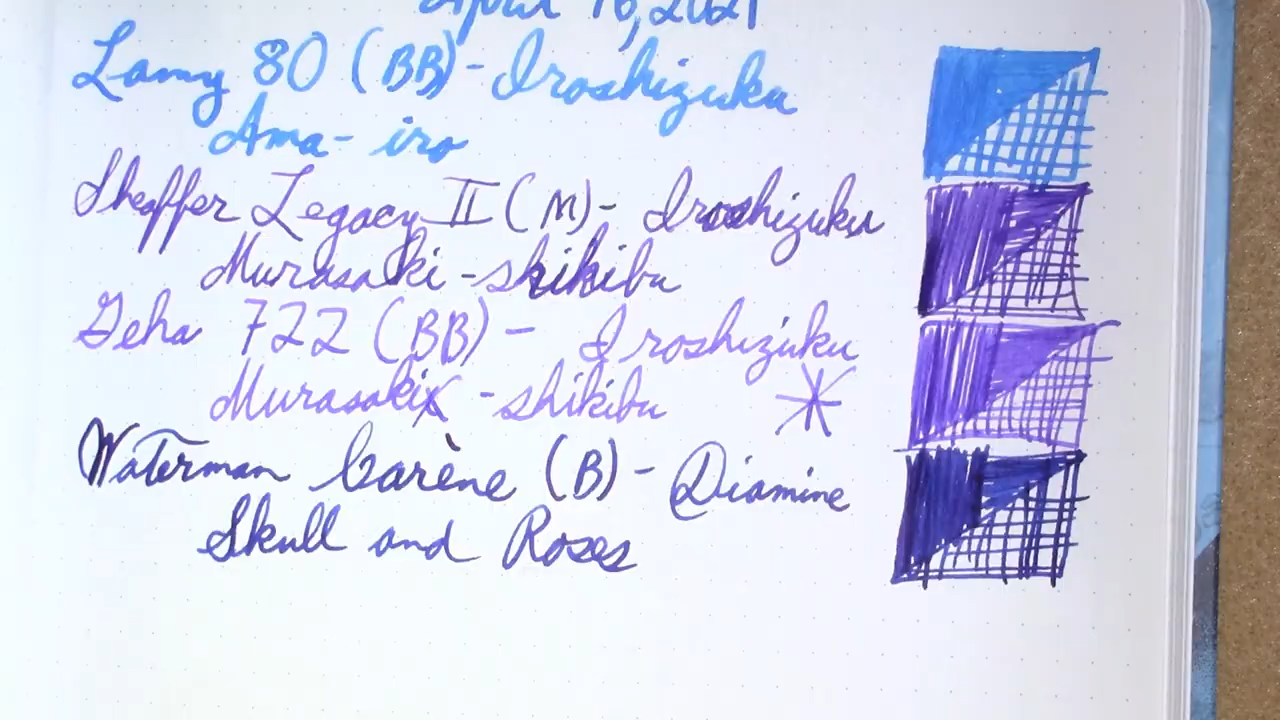 April 16, 2021
Lamy 80 (BB) - Iroshizuku
Ama-iro
Sheaffer Legacy II (M) - Iroshizuku
Murasaki-shikibu
Geha 722 (BB) - Iroshizuku
Murasaki -shikibu *
Waterman Carène (B) - Diamine
Skull and Roses